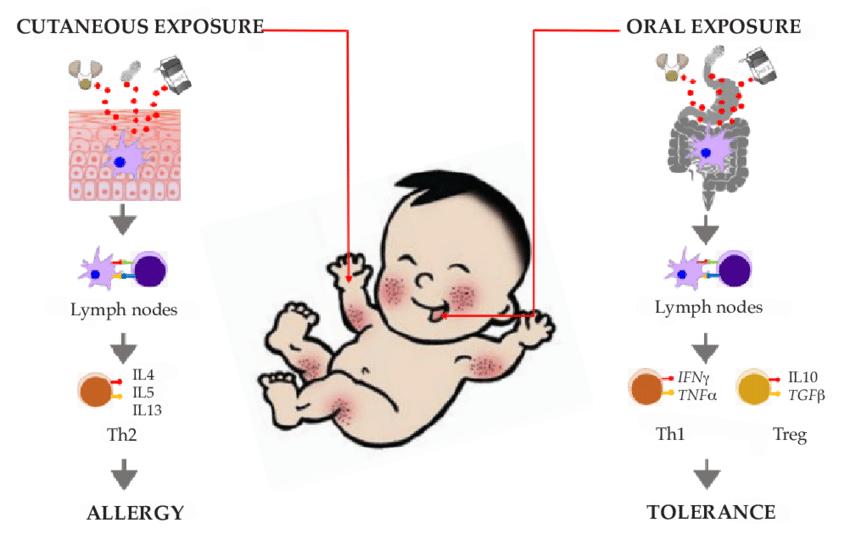 CUTANEOUS EXPOSURE
ORAL EXPOSURE
Lymph nodes
Lymph nodes
IL4
IL5
IL13
Th2
IFNγ
TNFα
IL10
TGFβ
Th1
Treg
ALLERGY
TOLERANCE